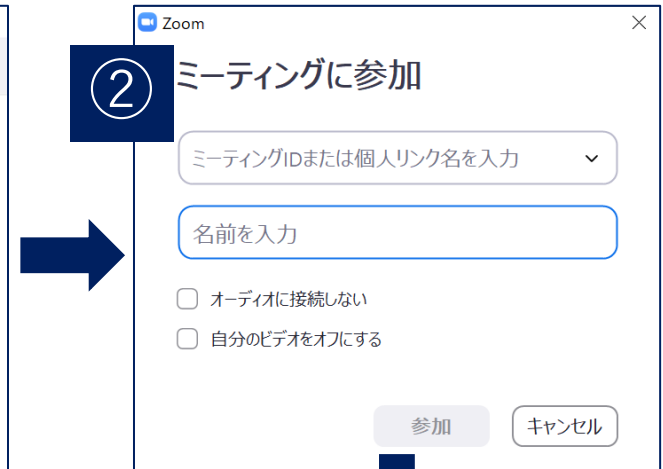 Zoom
②
ミーティングに参加
ミーティングIDまたは個人リンク名を入力
名前を入力
オーディオに接続しない
自分のビデオをオフにする
参加
キャンセル